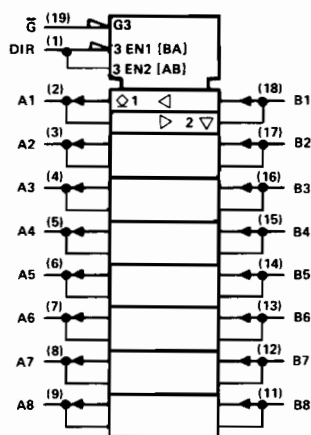 G̅ (19) G3
DIR (1) 3 EN1 [BA]
3 EN2 [AB]
A1 (2) 1 (18) B1
2
A2 (3) (17) B2
A3 (4) (16) B3
A4 (5) (15) B4
A5 (6) (14) B5
A6 (7) (13) B6
A7 (8) (12) B7
A8 (9) (11) B8